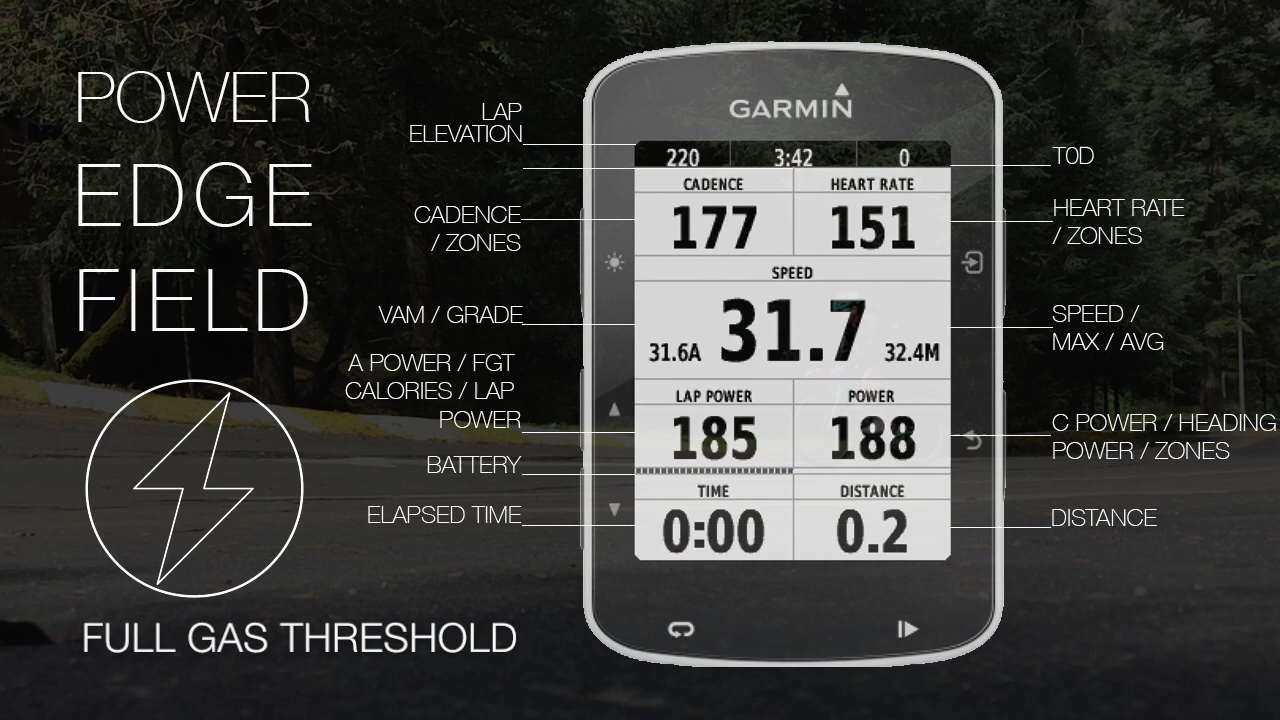 POWER
EDGE
FIELD
FULL GAS THRESHOLD
LAP
ELEVATION
CADENCE
/ ZONES
VAM / GRADE
A POWER / FGT
CALORIES / LAP
POWER
BATTERY
ELAPSED TIME
GARMIN
220 3:42 0
CADENCE HEART RATE
177 151
SPEED
31.6A 31.7 32.4M
LAP POWER POWER
185 188
TIME DISTANCE
0:00 0.2
T0D
HEART RATE
/ ZONES
SPEED /
MAX / AVG
C POWER / HEADING
POWER / ZONES
DISTANCE